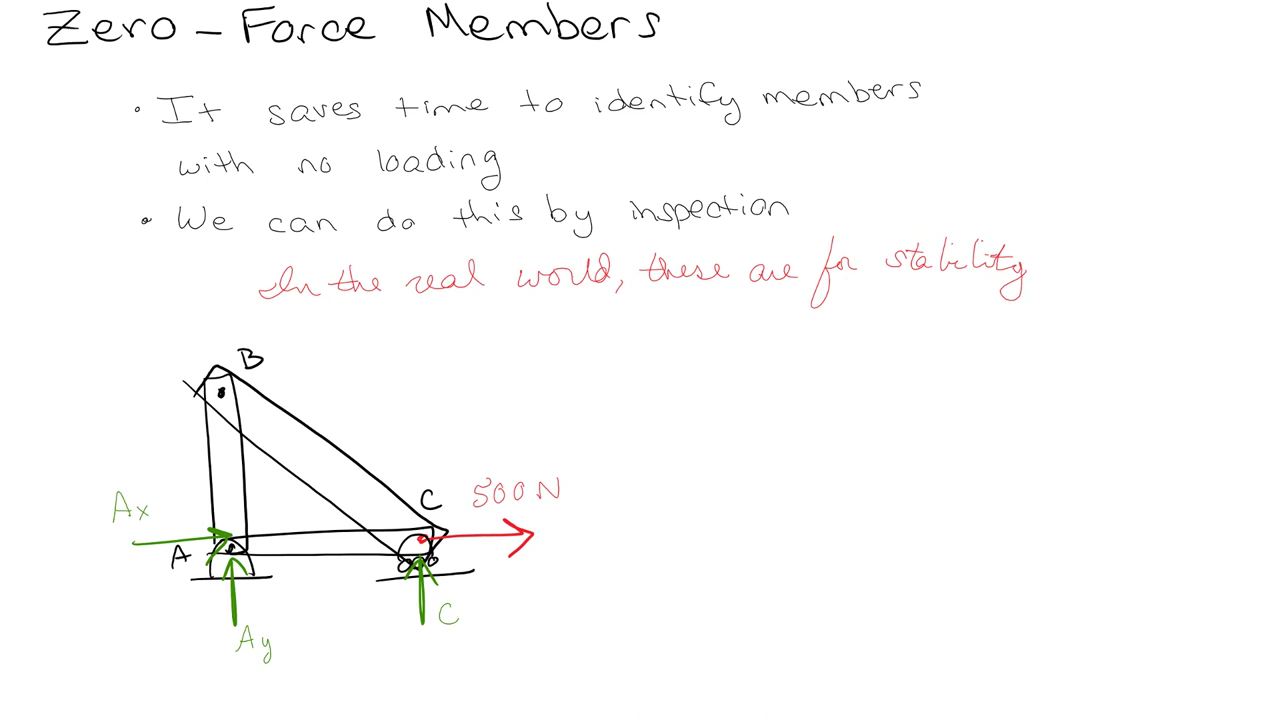 Zero - Force Members
• It saves time to identify members
with no loading
• We can do this by inspection
In the real world, these are for stability
B
C
500 N
Ax
A
C
Ay